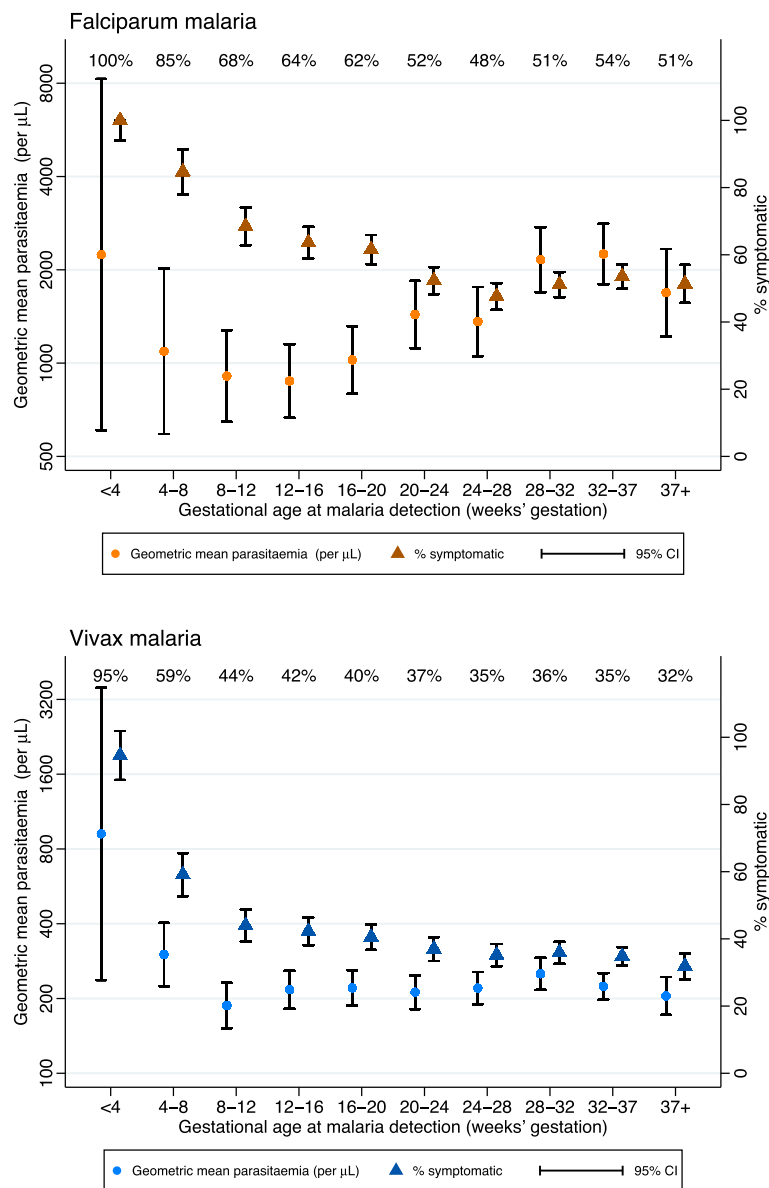 Falciparum malaria
100% 85% 68% 64% 62% 52% 48% 51% 54% 51%
Geometric mean parasitaemia (per µL)
8000
4000
2000
1000
500
100
80
60
40
20
0
% symptomatic
<4 4–8 8–12 12–16 16–20 20–24 24–28 28–32 32–37 37+
Gestational age at malaria detection (weeks' gestation)
Geometric mean parasitaemia (per µL) % symptomatic 95% CI
Vivax malaria
95% 59% 44% 42% 40% 37% 35% 36% 35% 32%
Geometric mean parasitaemia (per µL)
3200
1600
800
400
200
100
100
80
60
40
20
0
% symptomatic
<4 4–8 8–12 12–16 16–20 20–24 24–28 28–32 32–37 37+
Gestational age at malaria detection (weeks' gestation)
Geometric mean parasitaemia (per µL) % symptomatic 95% CI